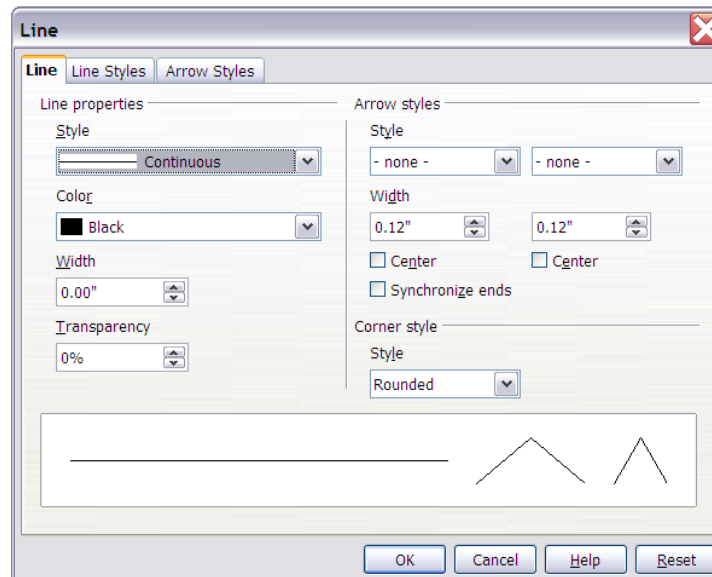 Line
Line Line Styles Arrow Styles
Line properties
Style
Continuous
Color
Black
Width
0.00"
Transparency
0%
Arrow styles
Style
- none - - none -
Width
0.12" 0.12"
Center Center
Synchronize ends
Corner style
Style
Rounded
OK Cancel Help Reset